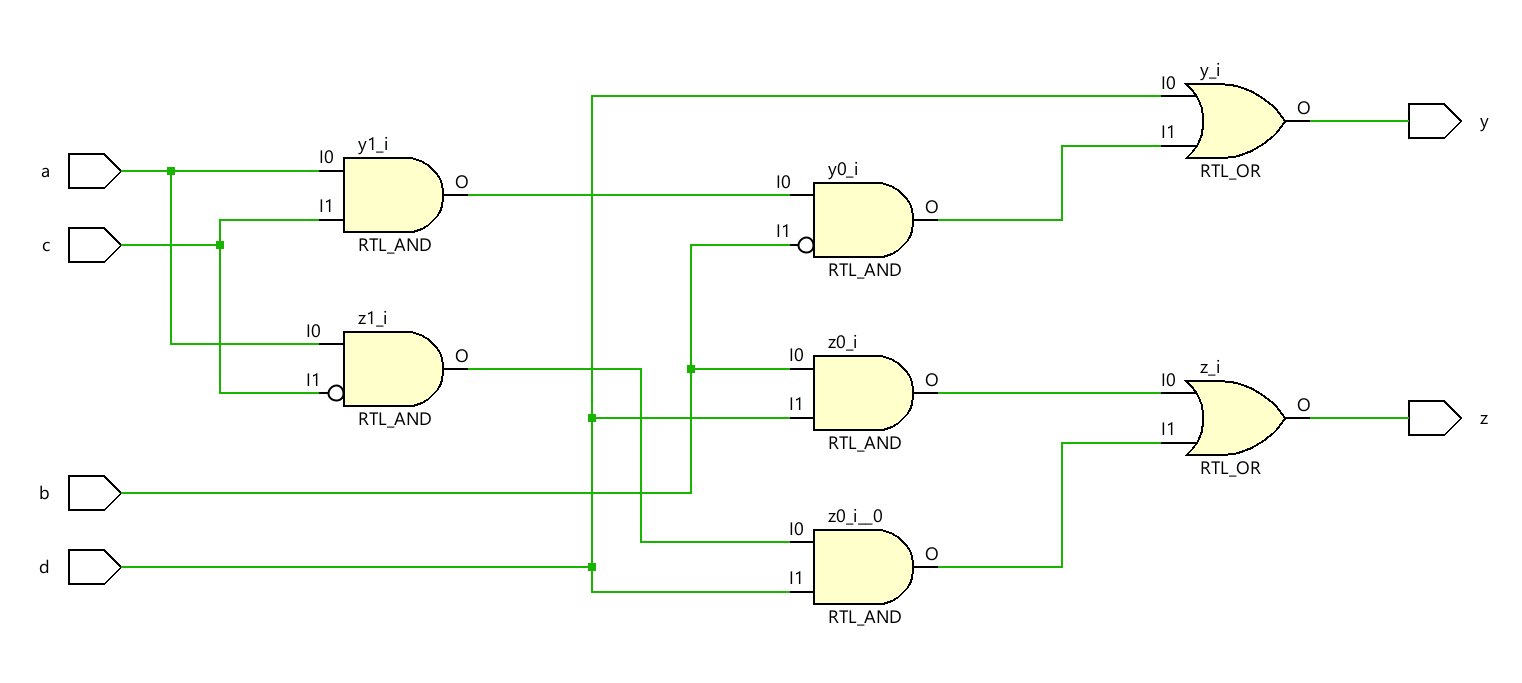 a
c
b
d
y1_i
I0
I1
O
RTL_AND
z1_i
I0
I1
O
RTL_AND
y0_i
I0
I1
O
RTL_AND
z0_i
I0
I1
O
RTL_AND
z0_i__0
I0
I1
O
RTL_AND
y_i
I0
I1
O
RTL_OR
y
z_i
I0
I1
O
RTL_OR
z